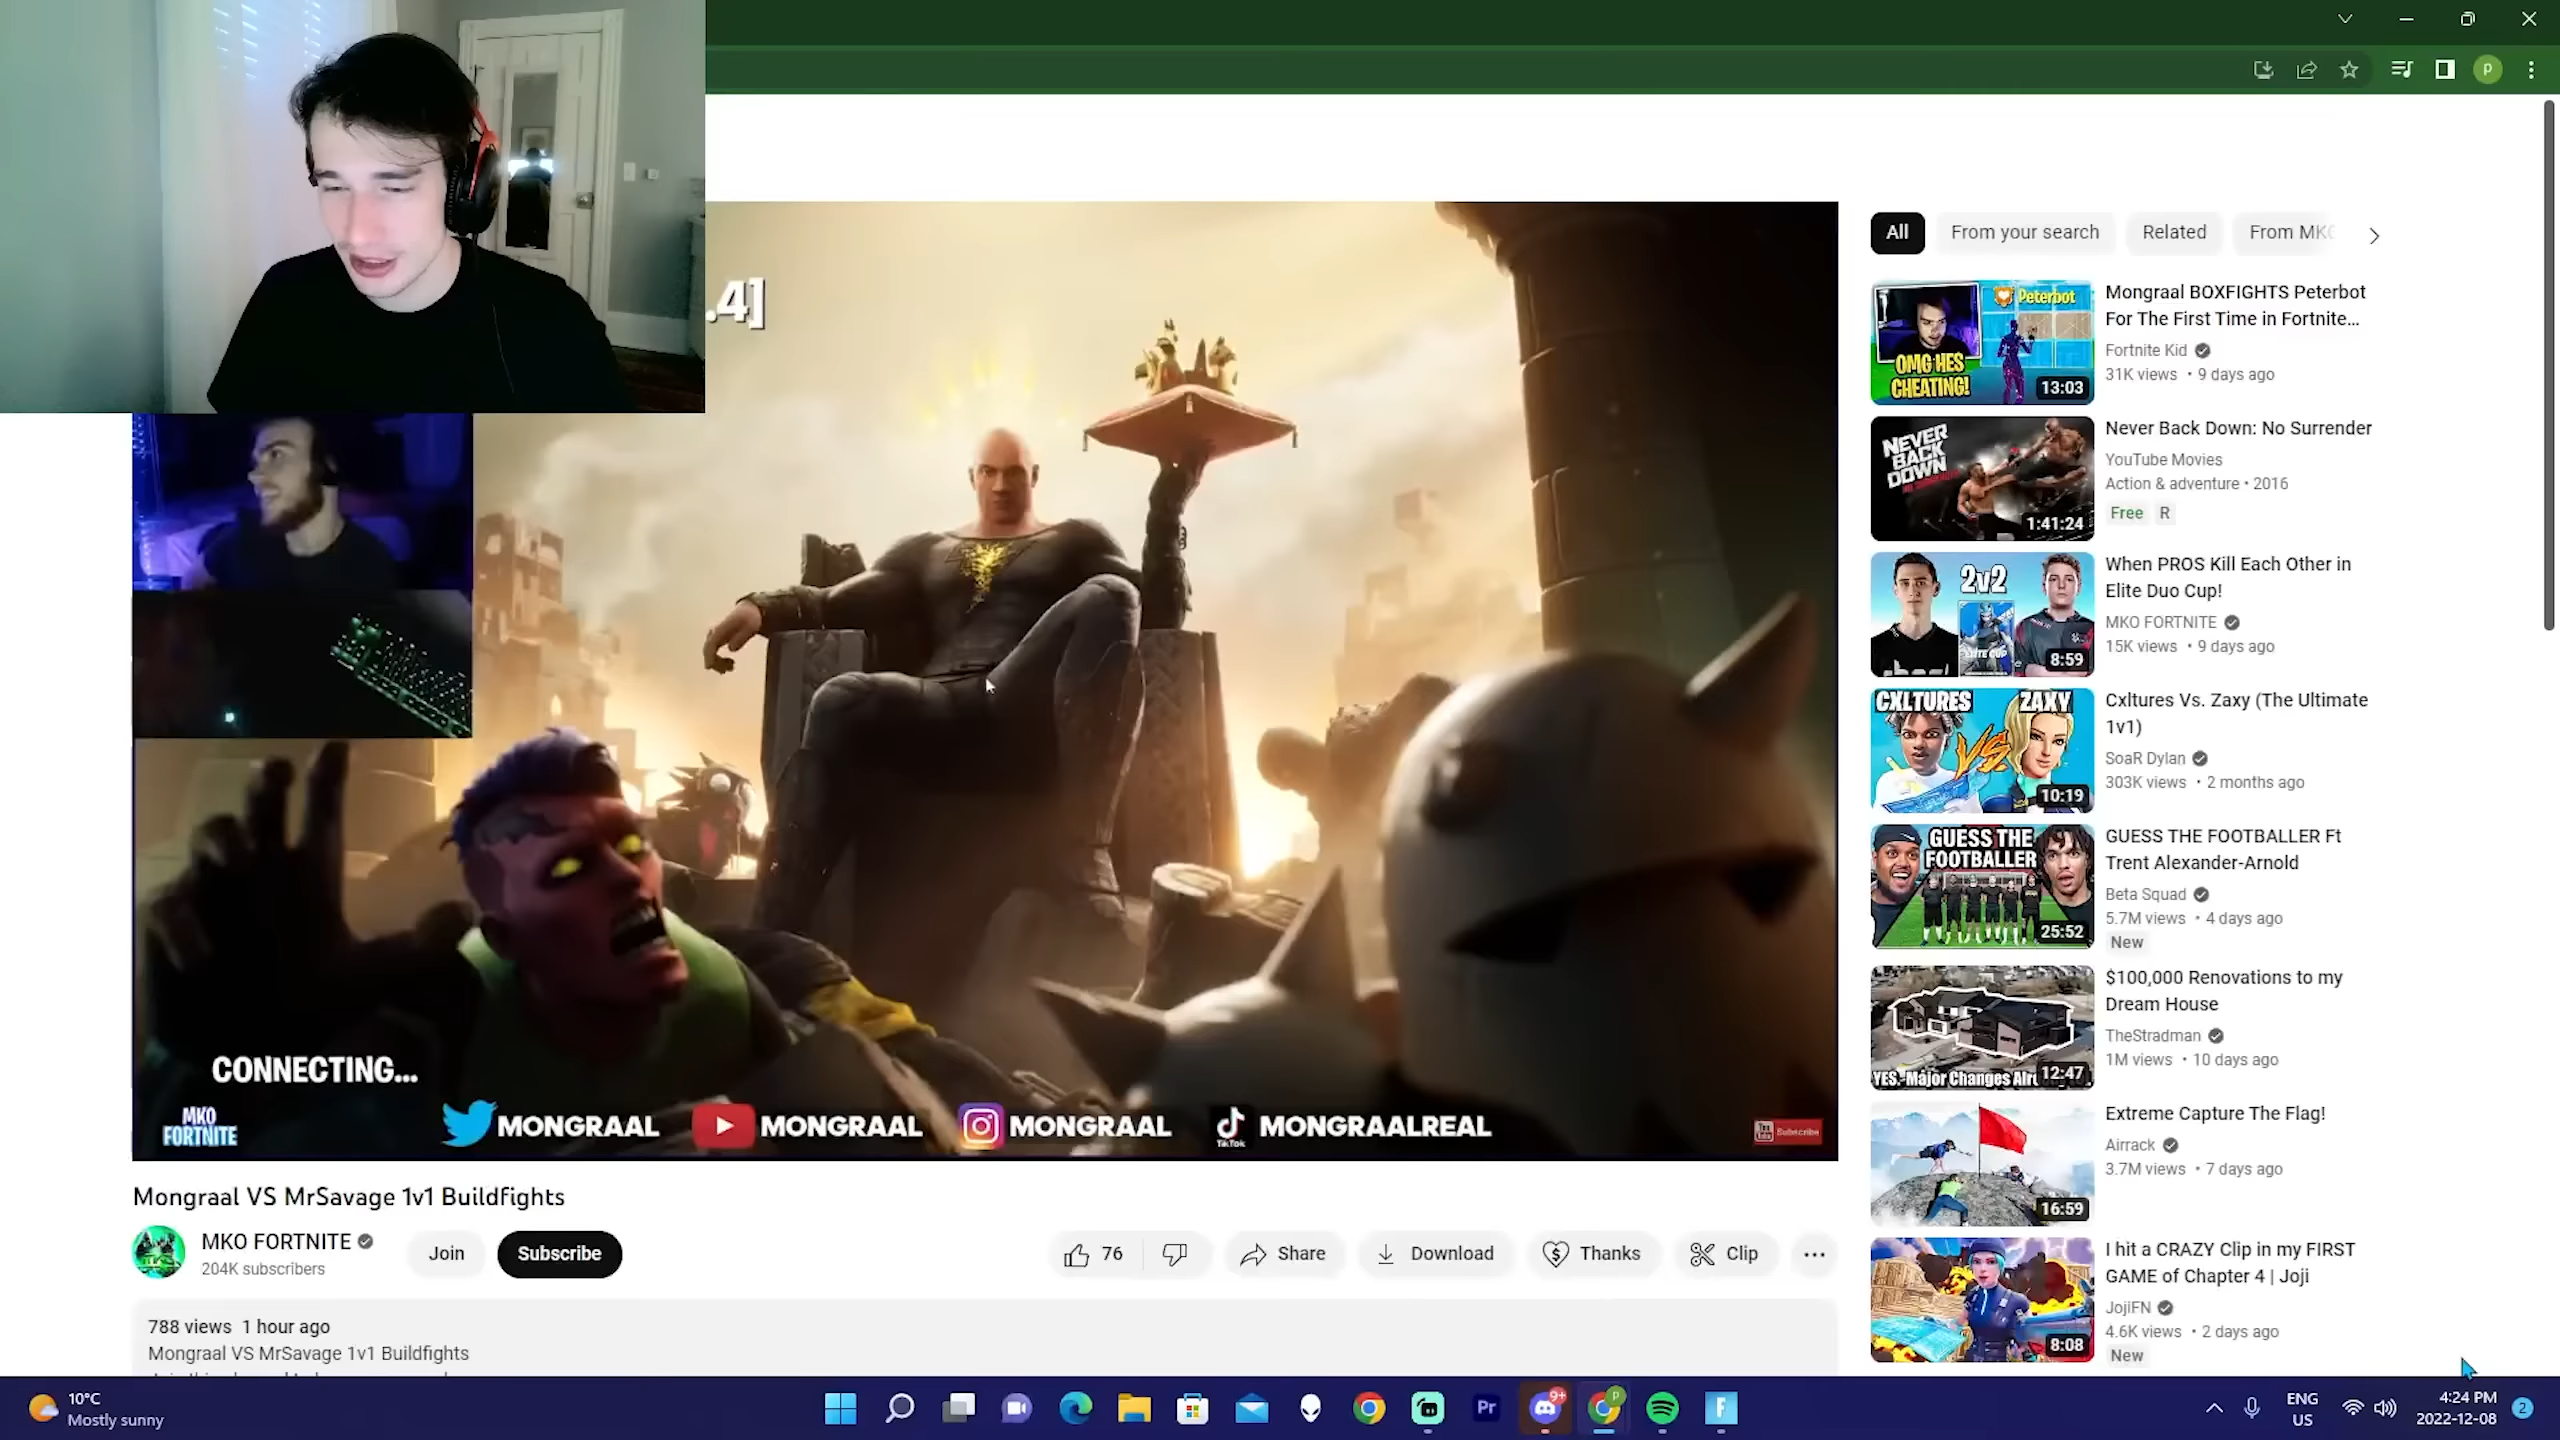 .4]
CONNECTING...
MKO
FORTNITE
MONGRAAL
MONGRAAL
MONGRAAL
TikTok
MONGRAALREAL
Subscribe
Mongraal VS MrSavage 1v1 Buildfights
MKO FORTNITE
204K subscribers
Join
Subscribe
76
Share
Download
Thanks
Clip
788 views 1 hour ago
Mongraal VS MrSavage 1v1 Buildfights
All
From your search
Related
From MKO
Peterbot
OMG HES
CHEATING!
13:03
Mongraal BOXFIGHTS Peterbot
For The First Time in Fortnite...
Fortnite Kid
31K views • 9 days ago
NEVER
BACK
DOWN
1:41:24
Never Back Down: No Surrender
YouTube Movies
Action & adventure • 2016
Free R
2v2
8:59
When PROS Kill Each Other in
Elite Duo Cup!
MKO FORTNITE
15K views • 9 days ago
CXLTURES
ZAXY
VS
10:19
Cxltures Vs. Zaxy (The Ultimate
1v1)
SoaR Dylan
303K views • 2 months ago
GUESS THE
FOOTBALLER
25:52
GUESS THE FOOTBALLER Ft
Trent Alexander-Arnold
Beta Squad
5.7M views • 4 days ago
New
YES. Major Changes Alr
12:47
$100,000 Renovations to my
Dream House
TheStradman
1M views • 10 days ago
16:59
Extreme Capture The Flag!
Airrack
3.7M views • 7 days ago
8:08
I hit a CRAZY Clip in my FIRST
GAME of Chapter 4 | Joji
JojiFN
4.6K views • 2 days ago
New
10°C
Mostly sunny
Pr
9+
P
F
ENG
US
4:24 PM
2022-12-08
2